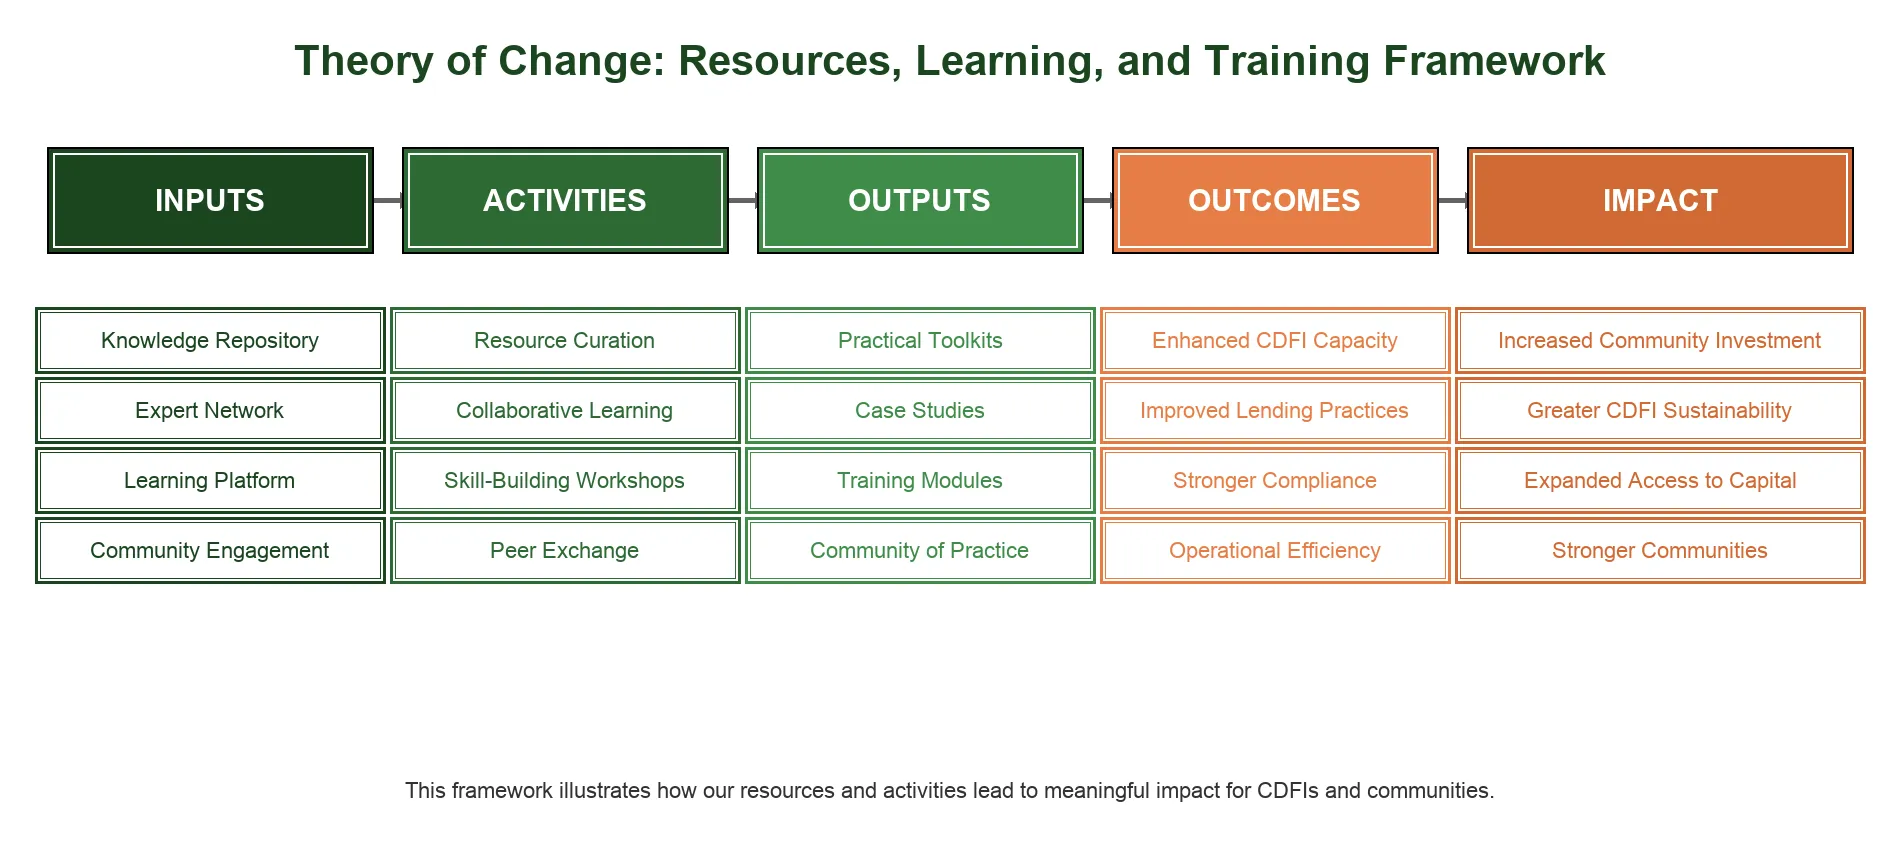 Theory of Change: Resources, Learning, and Training Framework
INPUTS
ACTIVITIES
OUTPUTS
OUTCOMES
IMPACT
Knowledge Repository
Resource Curation
Practical Toolkits
Enhanced CDFI Capacity
Increased Community Investment
Expert Network
Collaborative Learning
Case Studies
Improved Lending Practices
Greater CDFI Sustainability
Learning Platform
Skill-Building Workshops
Training Modules
Stronger Compliance
Expanded Access to Capital
Community Engagement
Peer Exchange
Community of Practice
Operational Efficiency
Stronger Communities
This framework illustrates how our resources and activities lead to meaningful impact for CDFIs and communities.